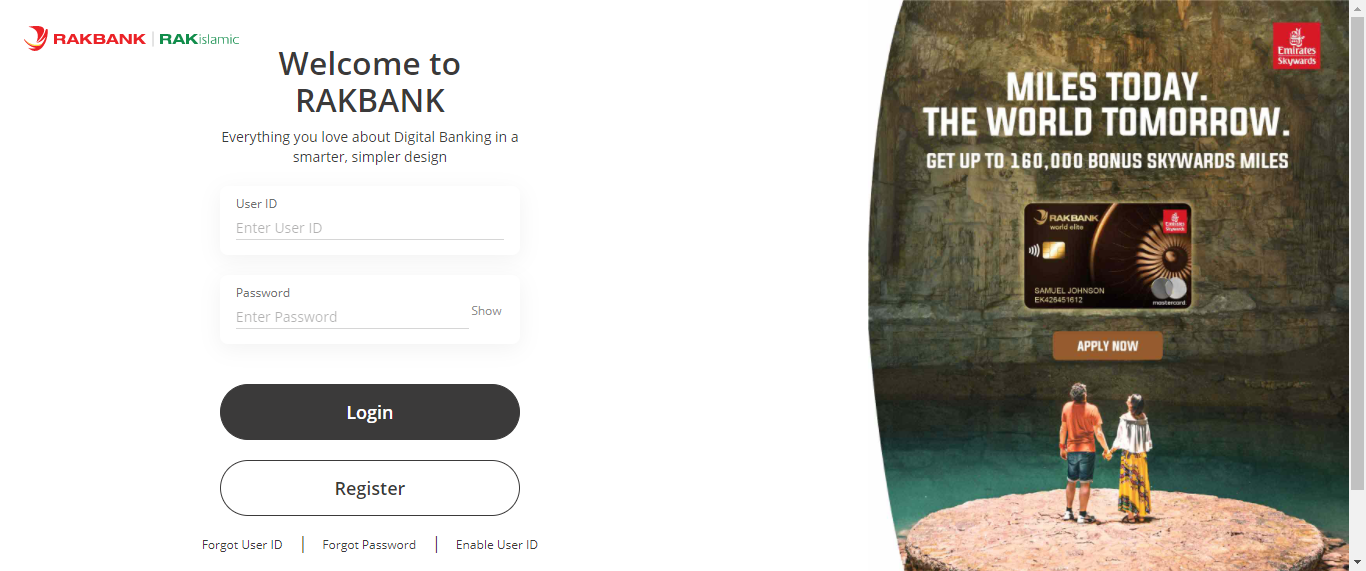 RAKBANK | RAKislamic
Welcome to
RAKBANK
Everything you love about Digital Banking in a
smarter, simpler design
User ID
Enter User ID
Password
Enter Password
Show
Login
Register
Forgot User ID
Forgot Password
Enable User ID
Emirates
Skywards
MILES TODAY.
THE WORLD TOMORROW.
GET UP TO 160,000 BONUS SKYWARDS MILES
RAKBANK
world elite
Emirates
Skywards
SAMUEL JOHNSON
EK426451612
mastercard
APPLY NOW